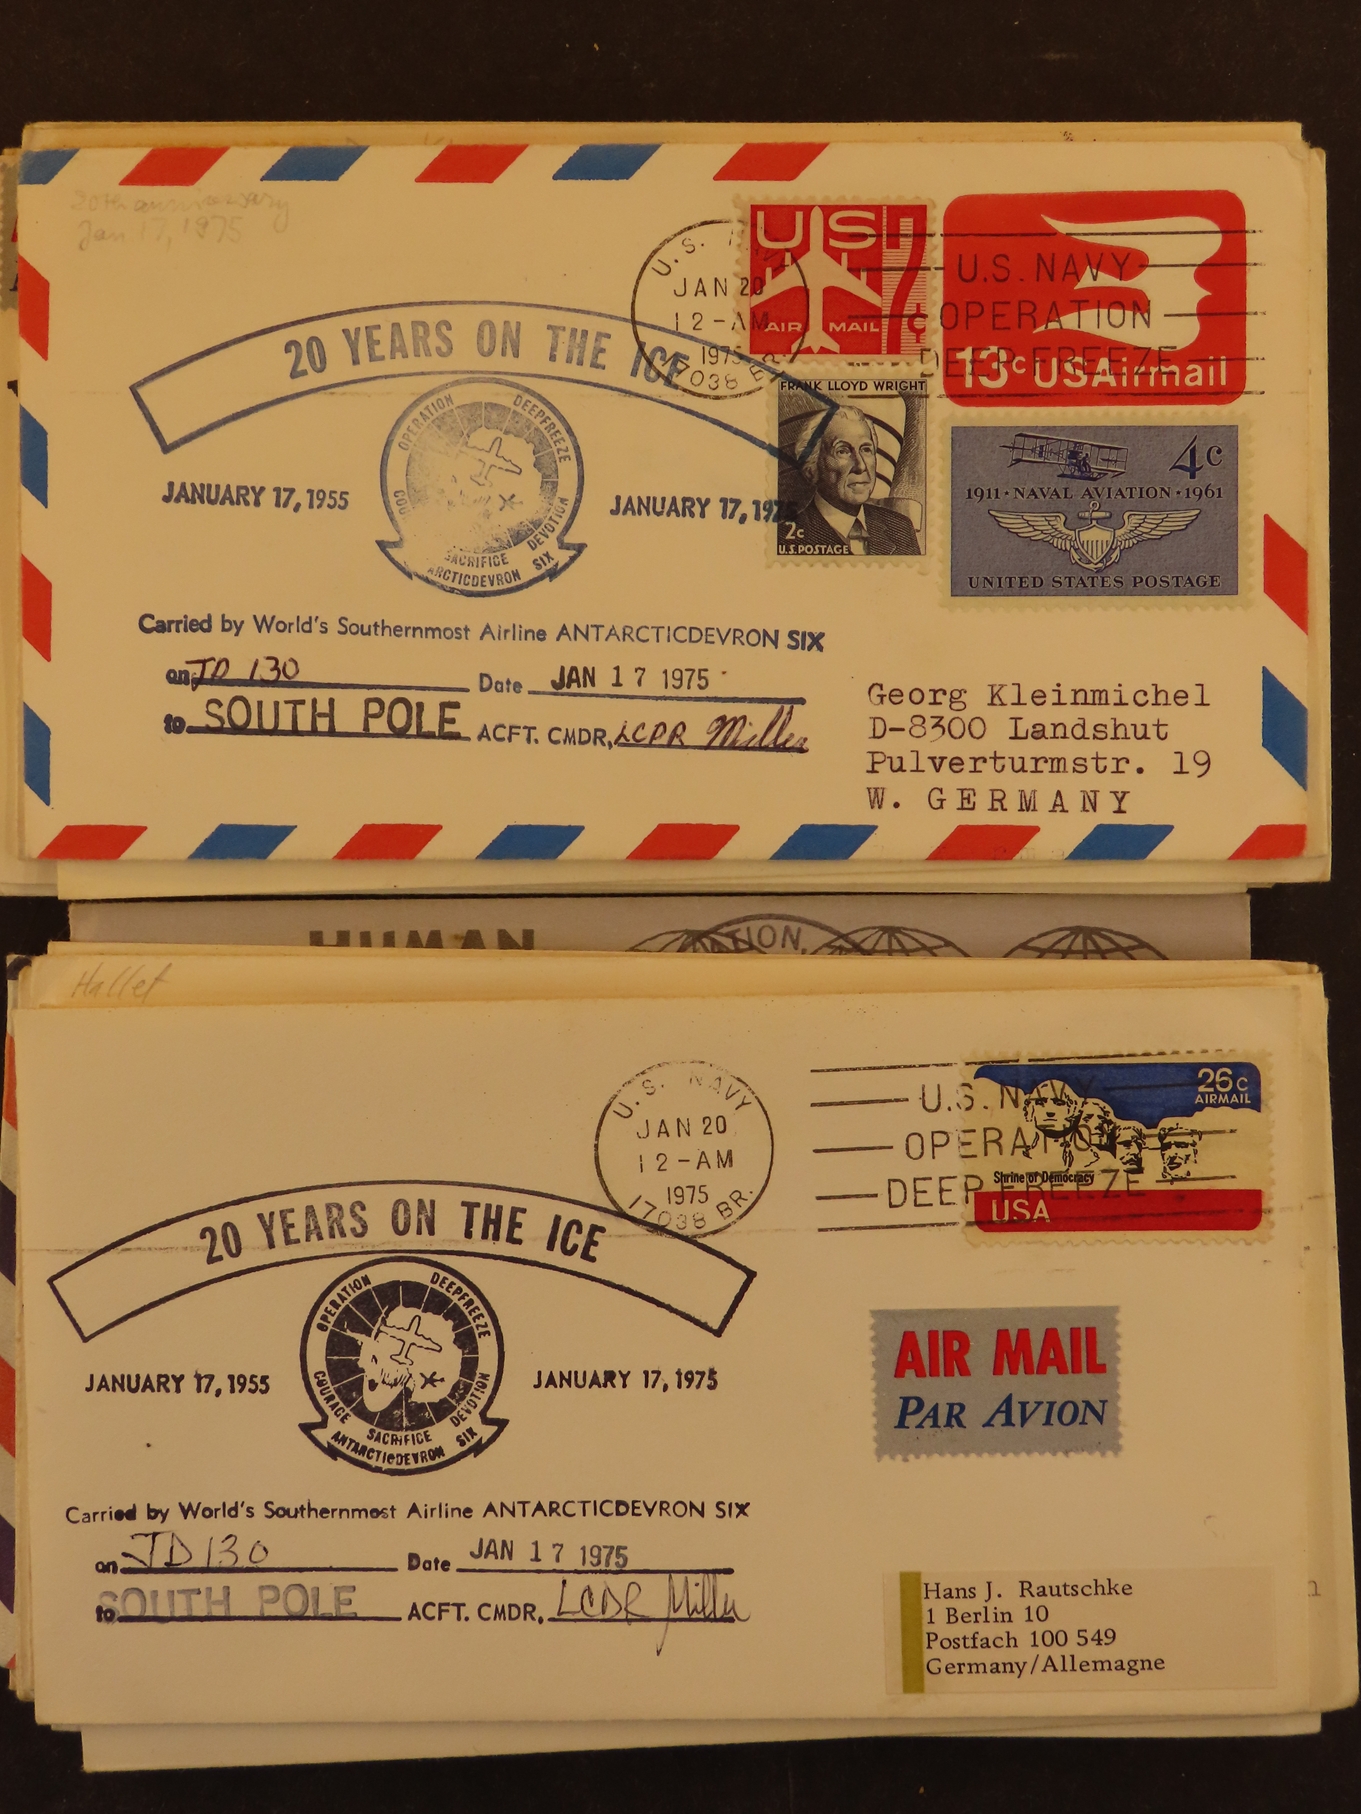 20th anniversary
Jan 17, 1975
U.S. NAVY
JAN 20
12-AM
1975
17038 BR.
US
7¢
AIR MAIL
U.S. NAVY
OPERATION
DEEP FREEZE
13c USAirmail
FRANK LLOYD WRIGHT
2c
U.S. POSTAGE
4c
1911 · NAVAL AVIATION · 1961
UNITED STATES POSTAGE
20 YEARS ON THE ICE
OPERATION DEEPFREEZE
SACRIFICE DEVOTION
ARCTICDEVRON SIX
JANUARY 17, 1955
JANUARY 17, 197
Carried by World's Southernmost Airline ANTARCTICDEVRON SIX
on JD 130 Date JAN 17 1975
to SOUTH POLE ACFT. CMDR, LCDR Miller
Georg Kleinmichel
D-8300 Landshut
Pulverturmstr. 19
W. GERMANY
HUMAN
ATION,
Hallet
U.S. NAVY
JAN 20
12-AM
1975
17038 BR.
U.S. NAVY
OPERATION
DEEP FREEZE
26c
AIRMAIL
Shrine of Democracy
USA
20 YEARS ON THE ICE
OPERATION DEEPFREEZE
COURAGE SACRIFICE DEVOTION
ANTARCTICDEVRON SIX
JANUARY 17, 1955
JANUARY 17, 1975
AIR MAIL
PAR AVION
Carried by World's Southernmost Airline ANTARCTICDEVRON SIX
on JD 130 Date JAN 17 1975
to SOUTH POLE ACFT. CMDR, LCDR Miller
Hans J. Rautschke
1 Berlin 10
Postfach 100 549
Germany/Allemagne